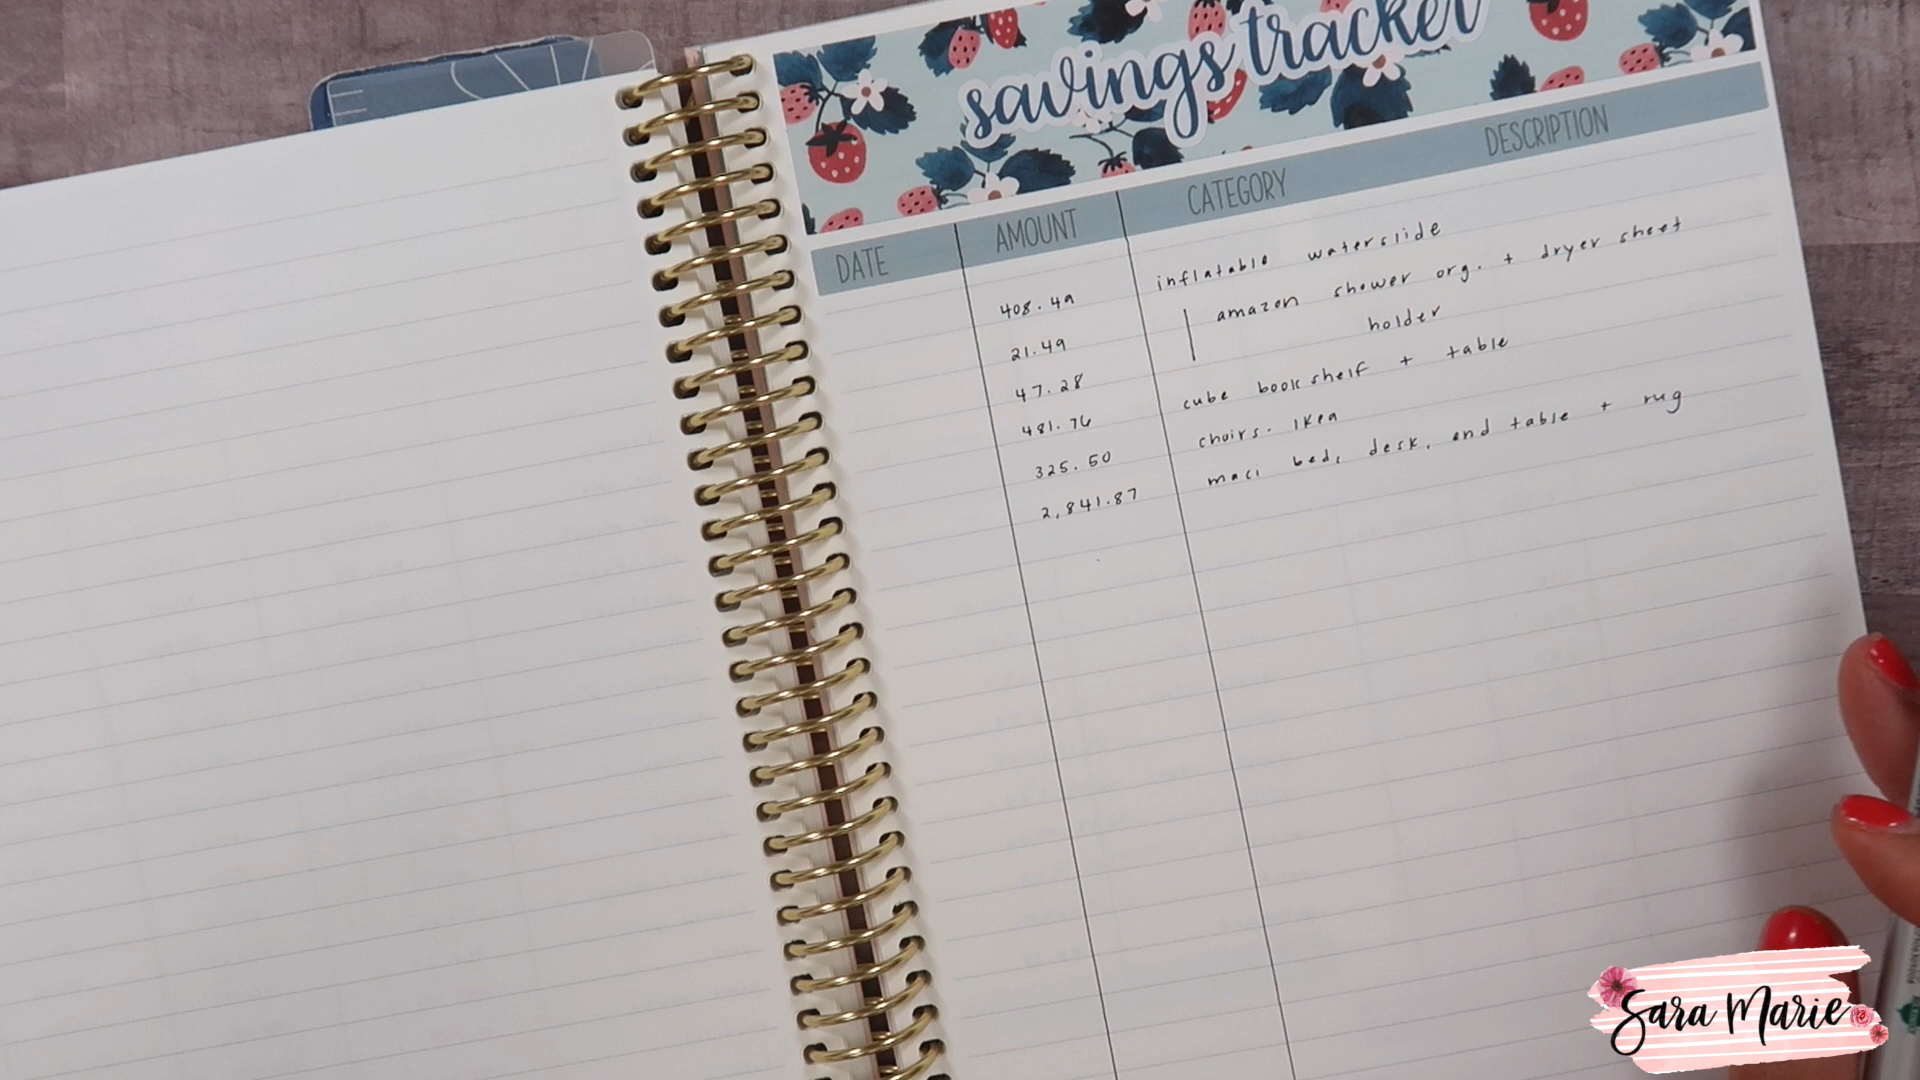 savings tracker
DATE AMOUNT CATEGORY DESCRIPTION
408.49 inflatable waterslide
21.49 amazon shower org. + dryer sheet
47.28 holder
481.76 cube bookshelf + table
325.50 chairs. Ikea
2,841.87 maci bed, desk, end table + rug
Sara Marie